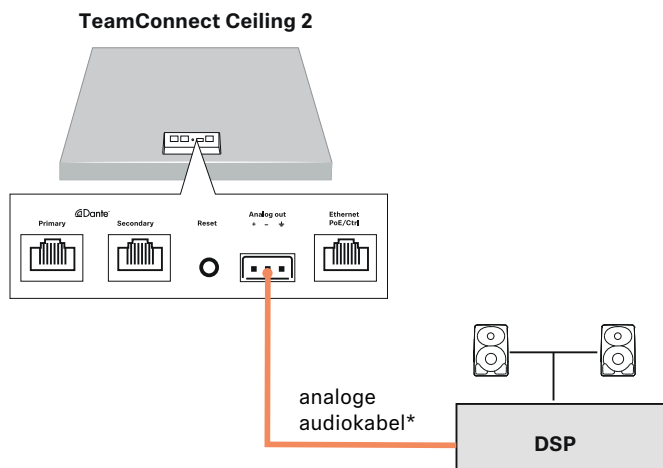 TeamConnect Ceiling 2
Dante
Primary Secondary Reset Analog out Ethernet
PoE/Ctrl
+ -
analoge
audiokabel*
DSP